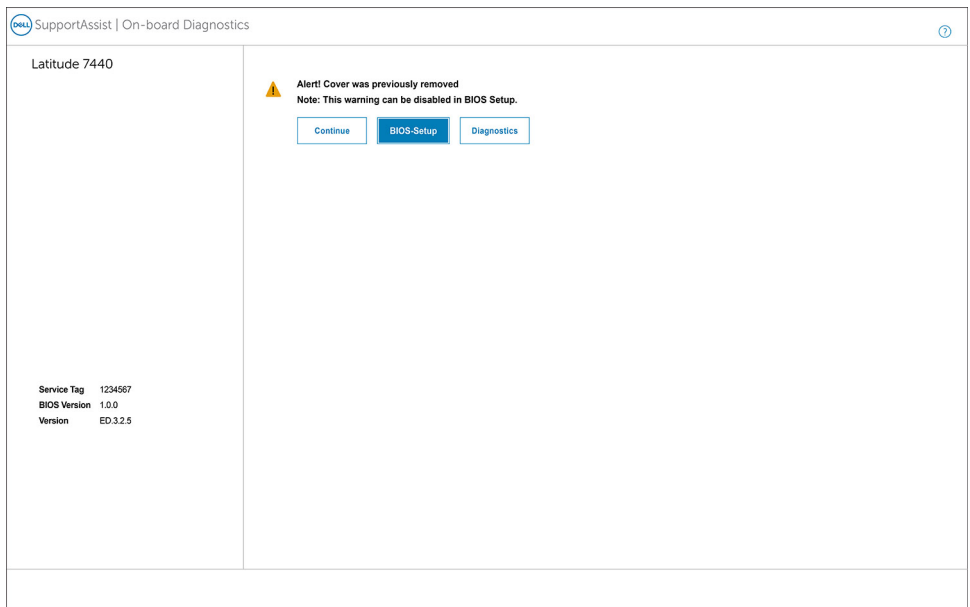 DELL SupportAssist | On-board Diagnostics
?
Latitude 7440
Alert! Cover was previously removed
Note: This warning can be disabled in BIOS Setup.
Continue BIOS-Setup Diagnostics
Service Tag 1234567
BIOS Version 1.0.0
Version ED.3.2.5